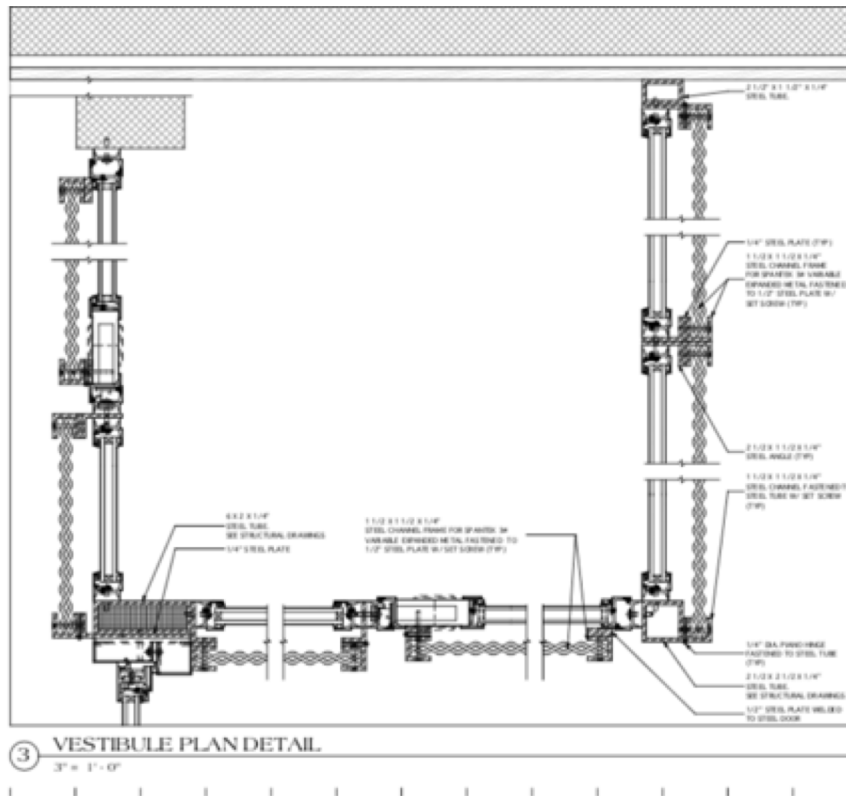 2 1/2" X 1 1/2" X 1/4"
STEEL TUBE.
1/4" STEEL PLATE (TYP)
1 1/2 X 1 1/2 X 1/4"
STEEL CHANNEL FRAME
FOR SPANTEK 3# VARIABLE
EXPANDED METAL FASTENED
TO 1/2" STEEL PLATE W/
SET SCREW (TYP)
2 1/2 X 1 1/2 X 1/4"
STEEL ANGLE (TYP)
1 1/2 X 1 1/2 X 1/4"
STEEL CHANNEL FASTENED T
STEEL TUBE W/ SET SCREW
(TYP)
6 X 2 X 1/4"
STEEL TUBE.
SEE STRUCTURAL DRAWINGS
1/4" STEEL PLATE
1 1/2 X 1 1/2 X 1/4"
STEEL CHANNEL FRAME FOR SPANTEK 3#
VARIABLE EXPANDED METAL FASTENED TO
1/2" STEEL PLATE W/ SET SCREW (TYP)
1/4" DIA. PIANO HINGE
FASTENED TO STEEL TUBE
(TYP)
2 1/2 X 2 1/2 X 1/4"
STEEL TUBE.
SEE STRUCTURAL DRAWINGS
1/2" STEEL PLATE WELDED
TO STEEL DOOR
3 VESTIBULE PLAN DETAIL
3" = 1' - 0"